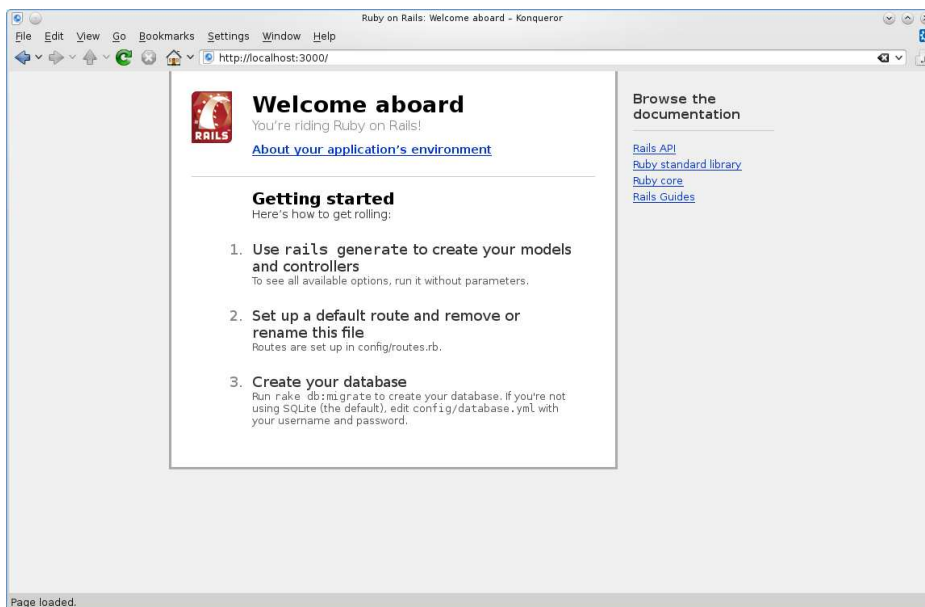 Ruby on Rails: Welcome aboard – Konqueror
File Edit View Go Bookmarks Settings Window Help
http://localhost:3000/
RAILS
Welcome aboard
You're riding Ruby on Rails!
About your application's environment
Getting started
Here's how to get rolling:
1. Use rails generate to create your models
and controllers
To see all available options, run it without parameters.
2. Set up a default route and remove or
rename this file
Routes are set up in config/routes.rb.
3. Create your database
Run rake db:migrate to create your database. If you're not
using SQLite (the default), edit config/database.yml with
your username and password.
Browse the
documentation
Rails API
Ruby standard library
Ruby core
Rails Guides
Page loaded.